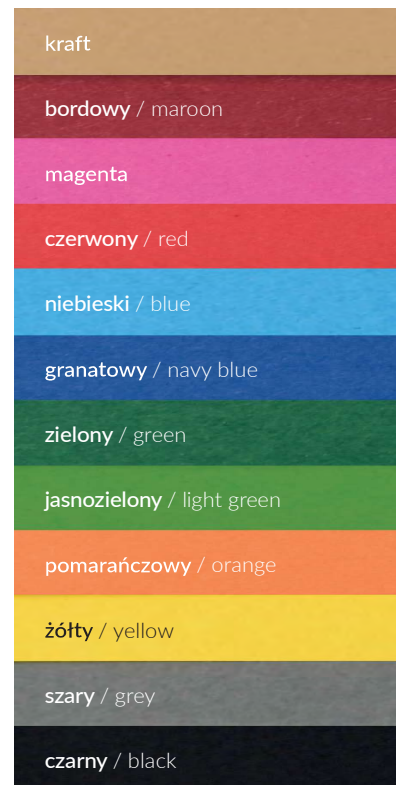 kraft
bordowy / maroon
magenta
czerwony / red
niebieski / blue
granatowy / navy blue
zielony / green
jasnozielony / light green
pomarańczowy / orange
żółty / yellow
szary / grey
czarny / black